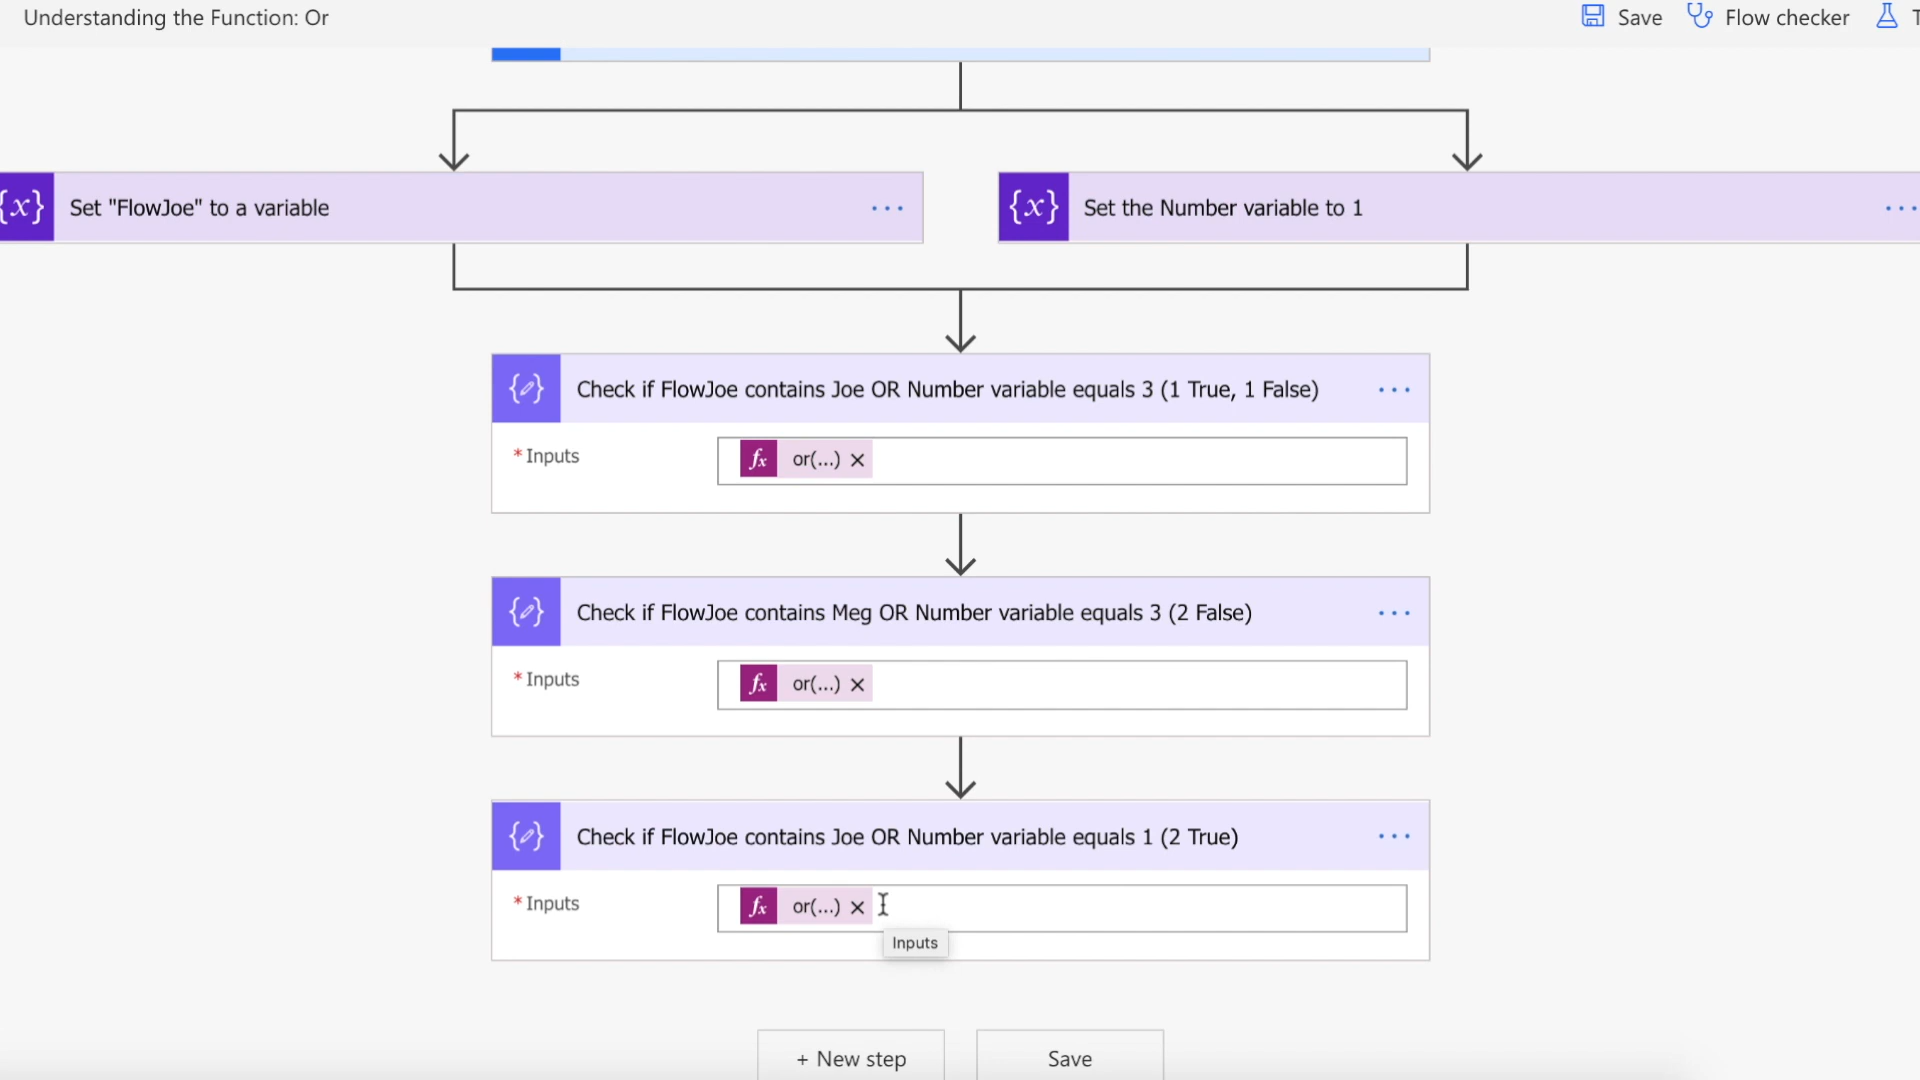 Understanding the Function: Or
Save
Flow checker
T
{x} Set "FlowJoe" to a variable ...
{x} Set the Number variable to 1 ...
Check if FlowJoe contains Joe OR Number variable equals 3 (1 True, 1 False) ...
* Inputs
fx or(...) ×
Check if FlowJoe contains Meg OR Number variable equals 3 (2 False) ...
* Inputs
fx or(...) ×
Check if FlowJoe contains Joe OR Number variable equals 1 (2 True) ...
* Inputs
fx or(...) ×
Inputs
+ New step
Save